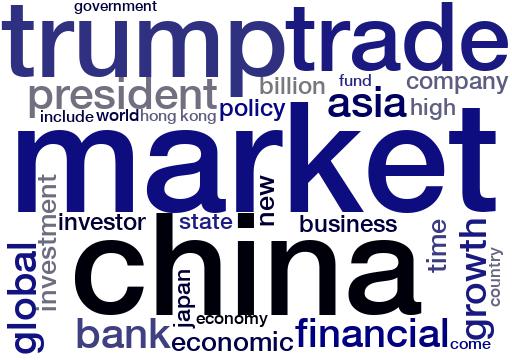 government
trump trade
president billion fund company
include world hong kong policy asia high
market
investment investor state new business time growth country
global china
japan economy
bank economic financial come